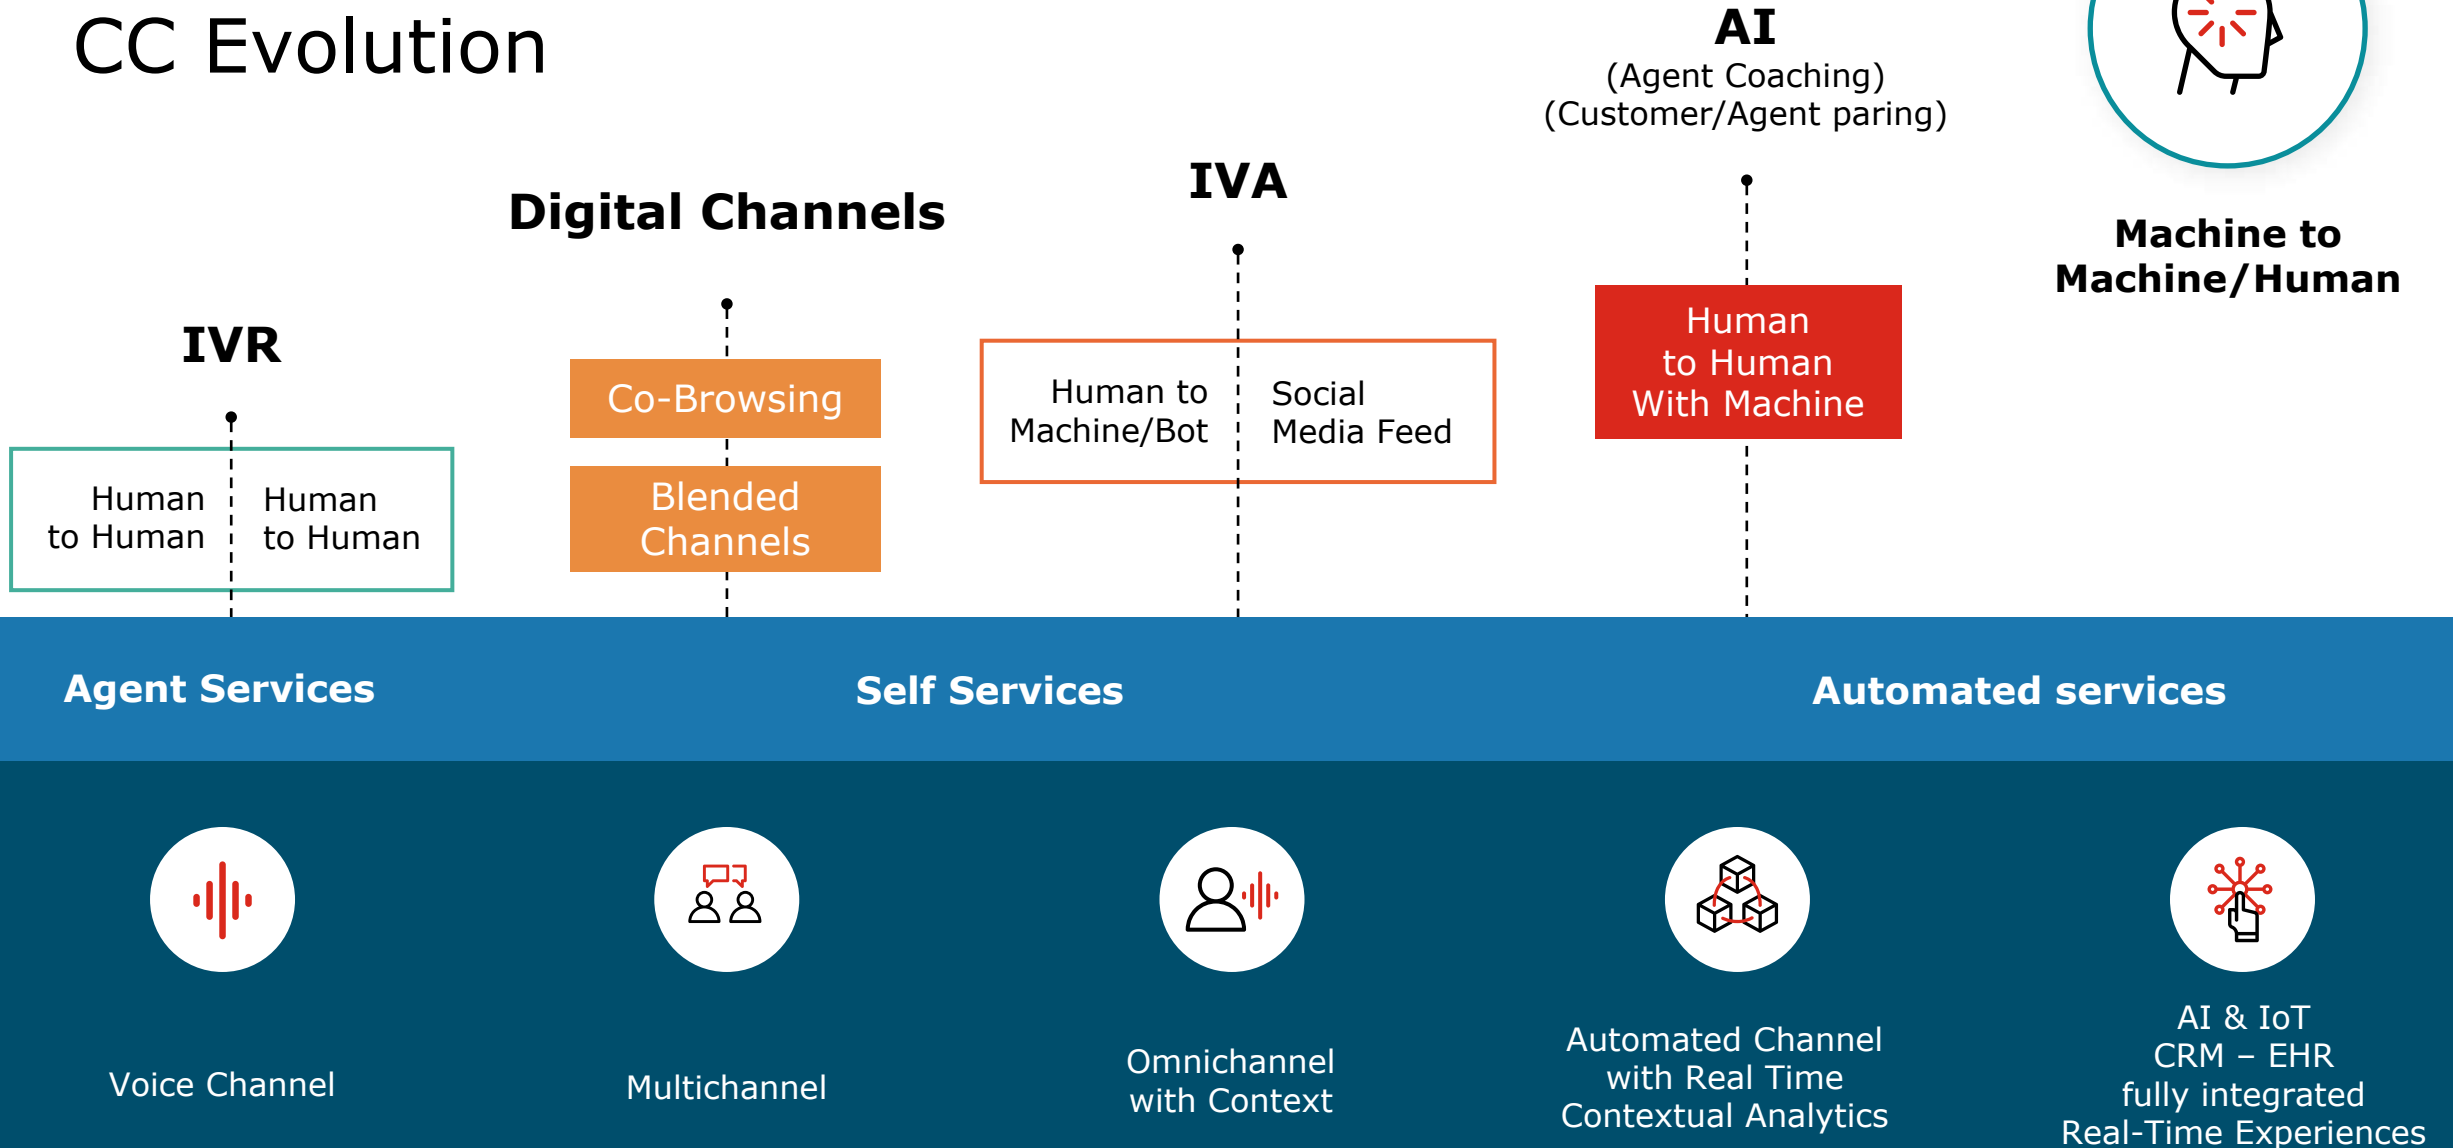 CC Evolution
IVR
Human
to Human
Human
to Human
Digital Channels
Co-Browsing
Blended
Channels
IVA
Human to
Machine/Bot
Social
Media Feed
AI
(Agent Coaching)
(Customer/Agent paring)
Human
to Human
With Machine
Machine to
Machine/Human
Agent Services
Self Services
Automated services
Voice Channel
Multichannel
Omnichannel
with Context
Automated Channel
with Real Time
Contextual Analytics
AI & IoT
CRM – EHR
fully integrated
Real-Time Experiences